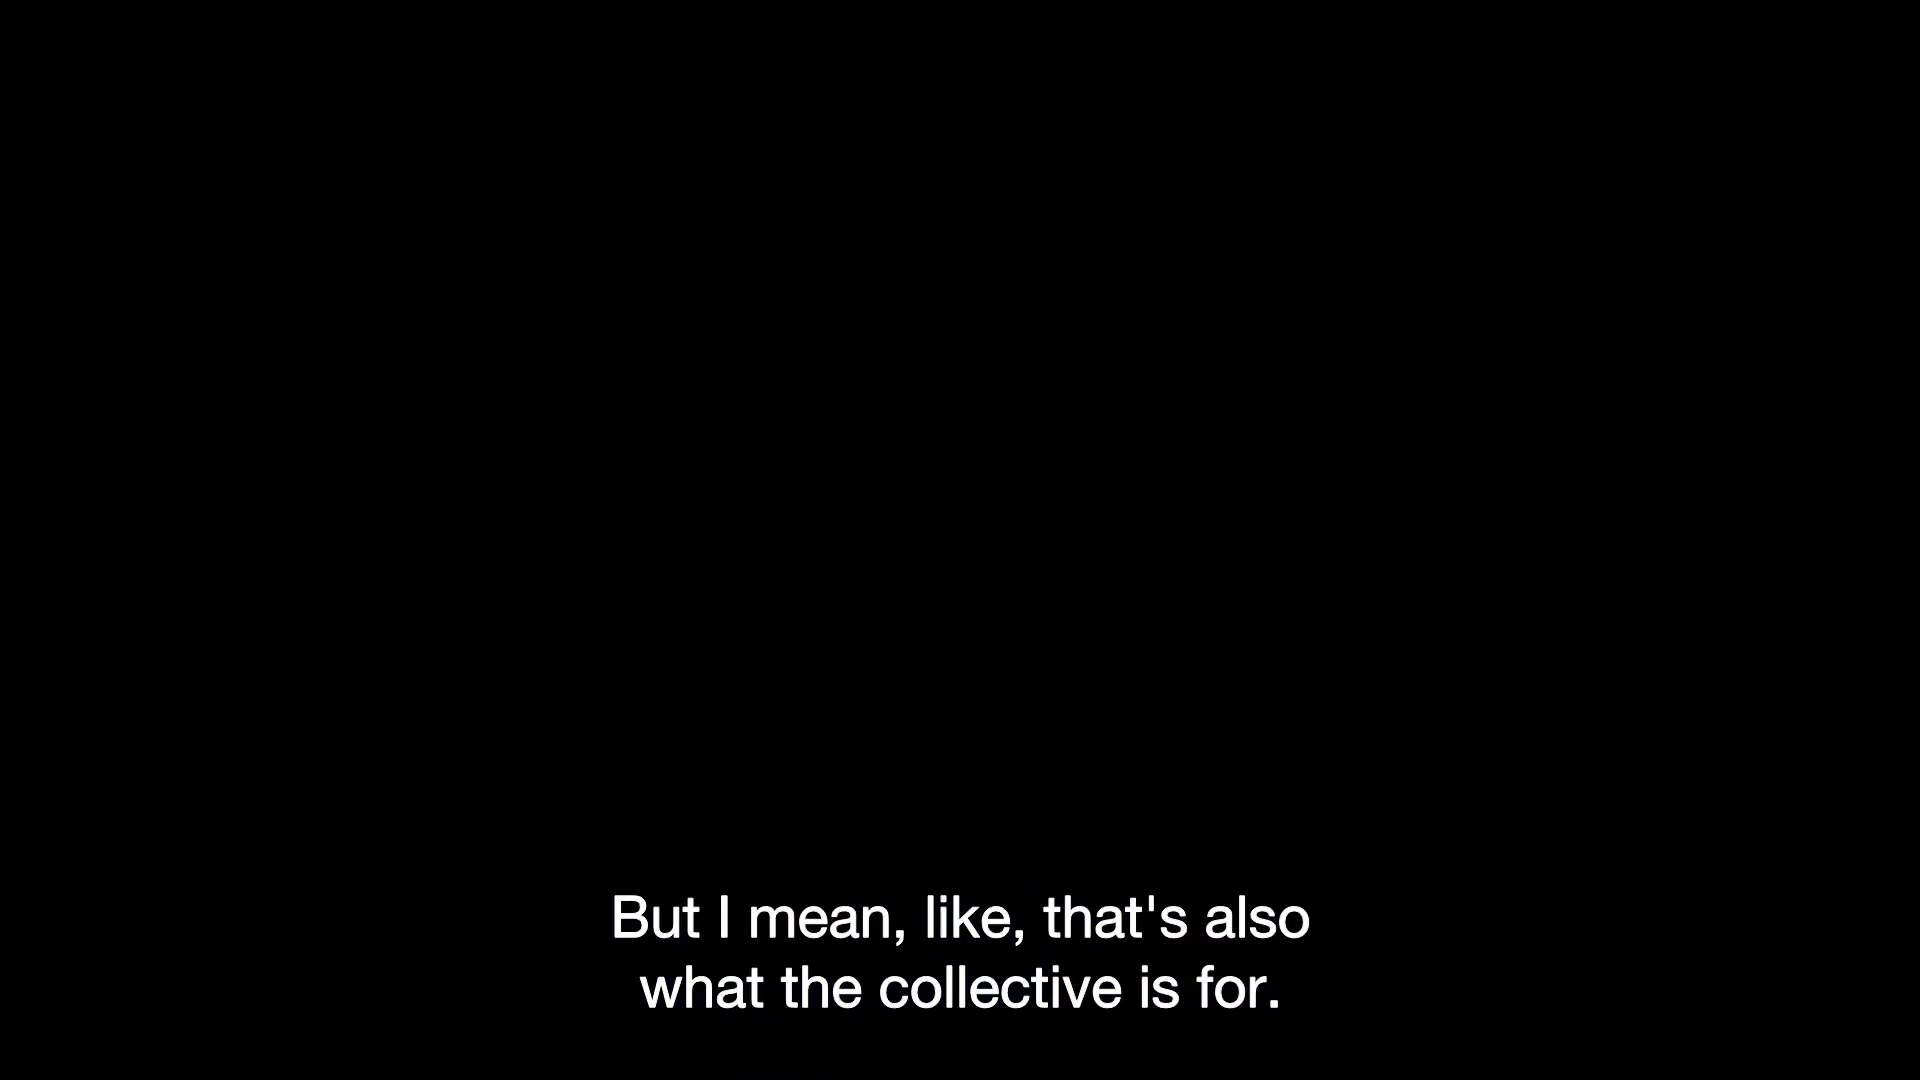 But I mean, like, that's also
what the collective is for.